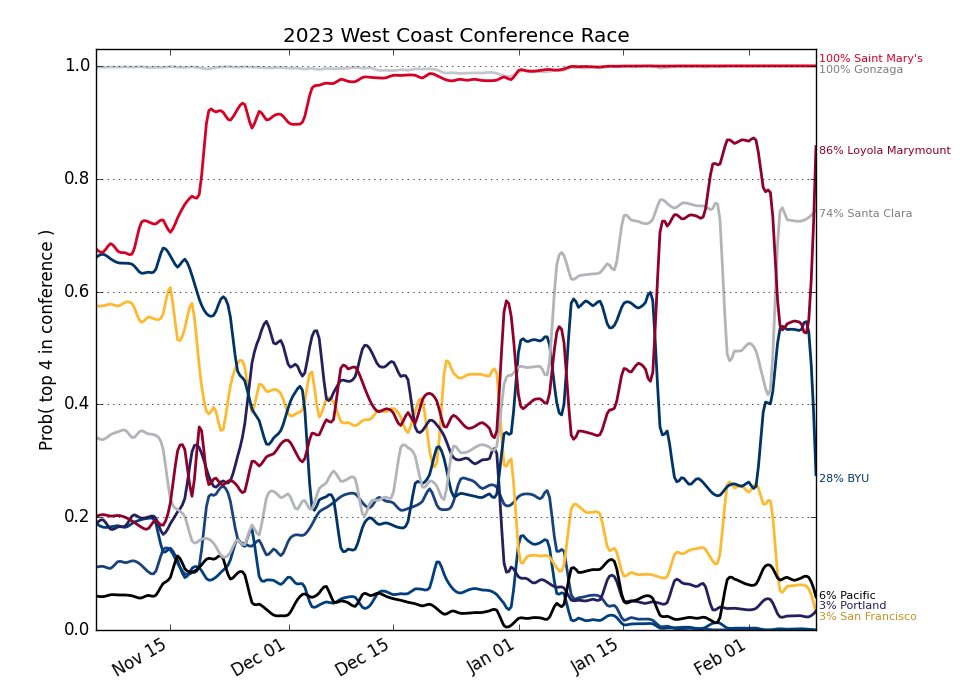 2023 West Coast Conference Race
Prob( top 4 in conference )
1.0
0.8
0.6
0.4
0.2
0.0
Nov 15
Dec 01
Dec 15
Jan 01
Jan 15
Feb 01
100% Saint Mary's
100% Gonzaga
86% Loyola Marymount
74% Santa Clara
28% BYU
6% Pacific
3% Portland
3% San Francisco